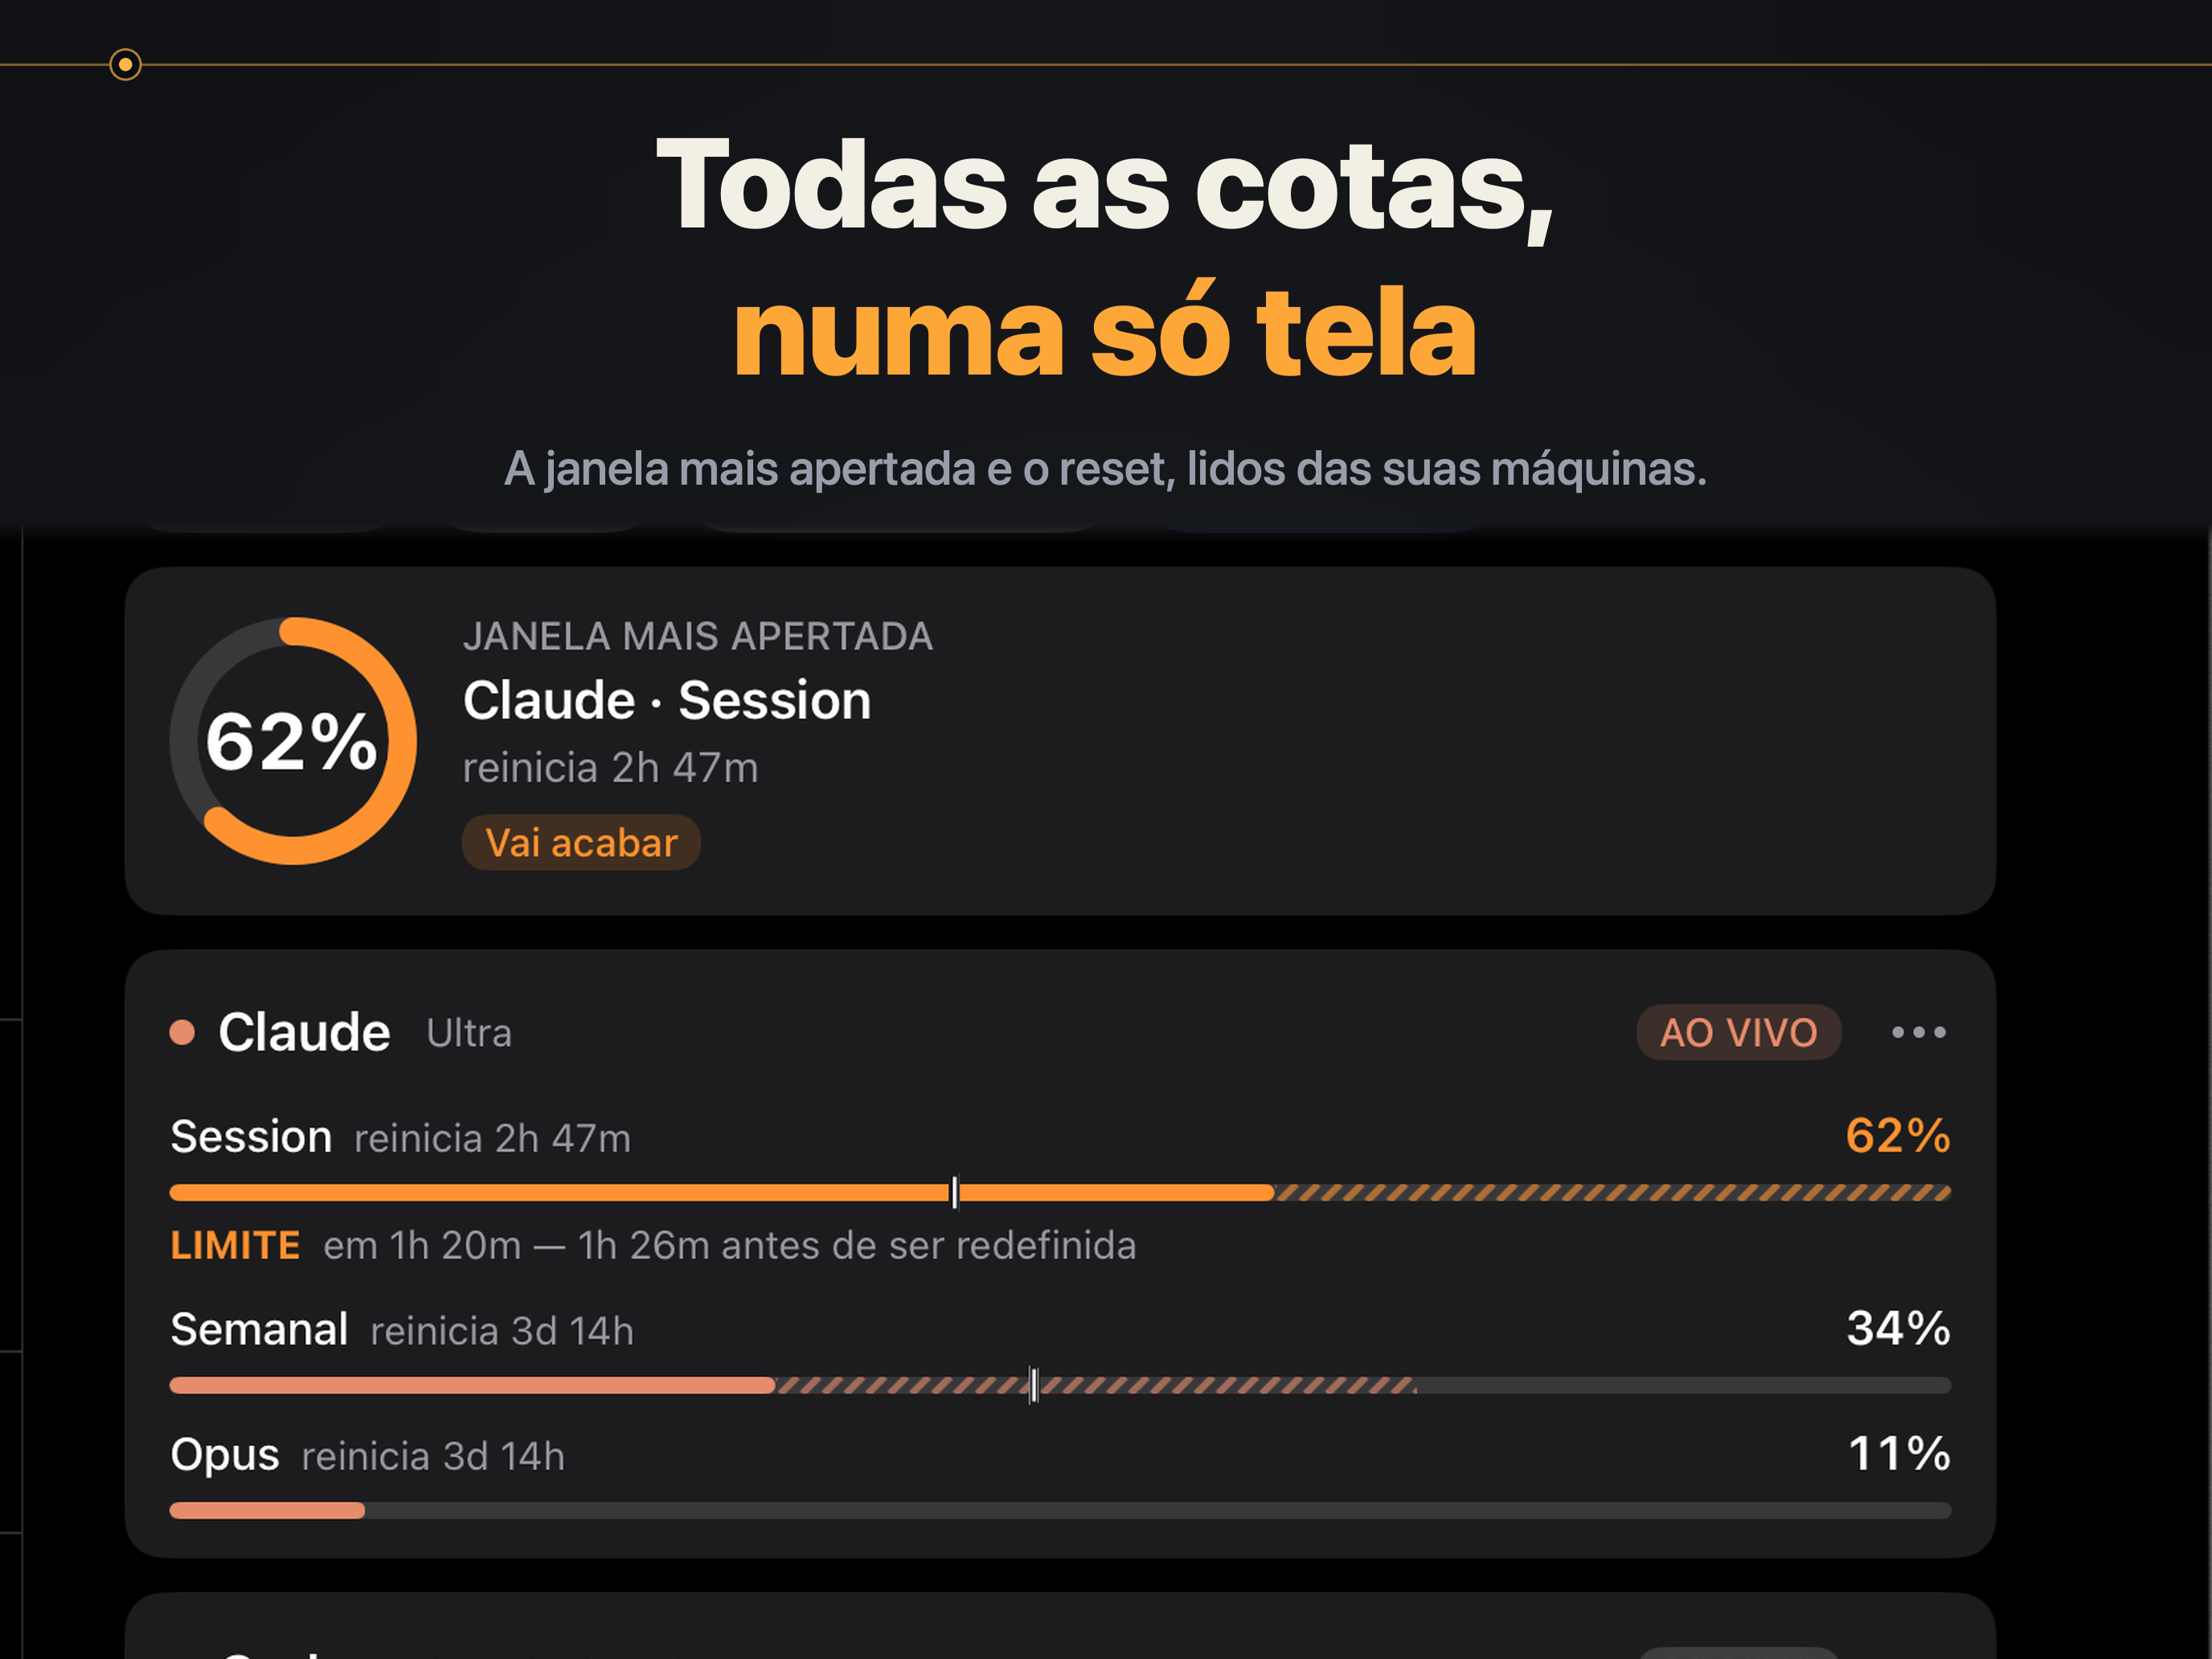 Todas as cotas,
numa só tela
A janela mais apertada e o reset, lidos das suas máquinas.
JANELA MAIS APERTADA
Claude · Session
reinicia 2h 47m
Vai acabar
62%
Claude Ultra AO VIVO
Session reinicia 2h 47m 62%
LIMITE em 1h 20m — 1h 26m antes de ser redefinida
Semanal reinicia 3d 14h 34%
Opus reinicia 3d 14h 11%